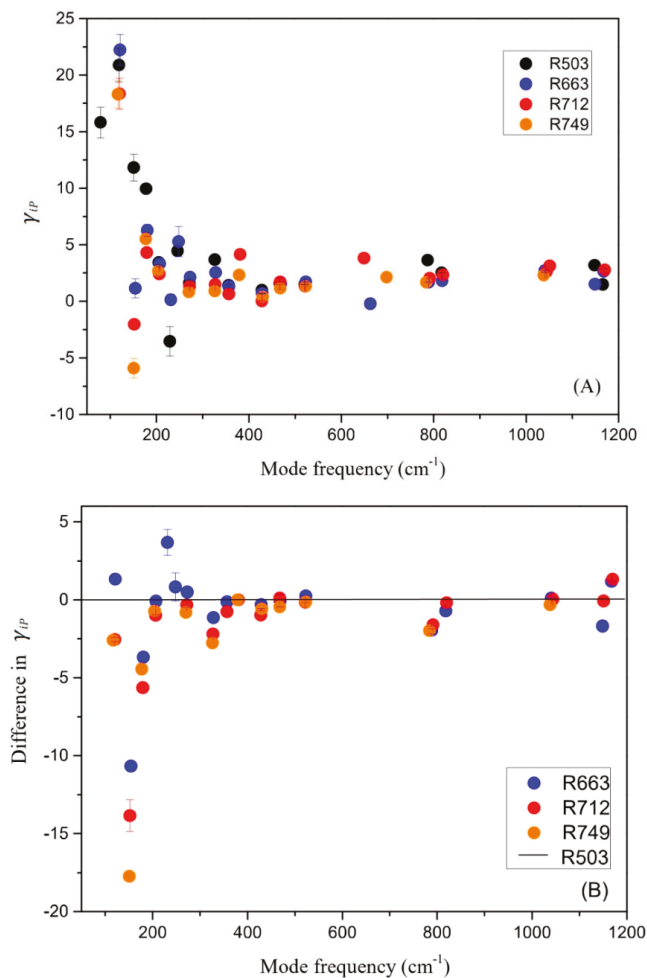 25
20
15
10
5
0
-5
-10
γiP
R503
R663
R712
R749
(A)
200 400 600 800 1000 1200
Mode frequency (cm-1)
5
0
-5
-10
-15
-20
Difference in γiP
R663
R712
R749
R503
(B)
200 400 600 800 1000 1200
Mode frequency (cm-1)